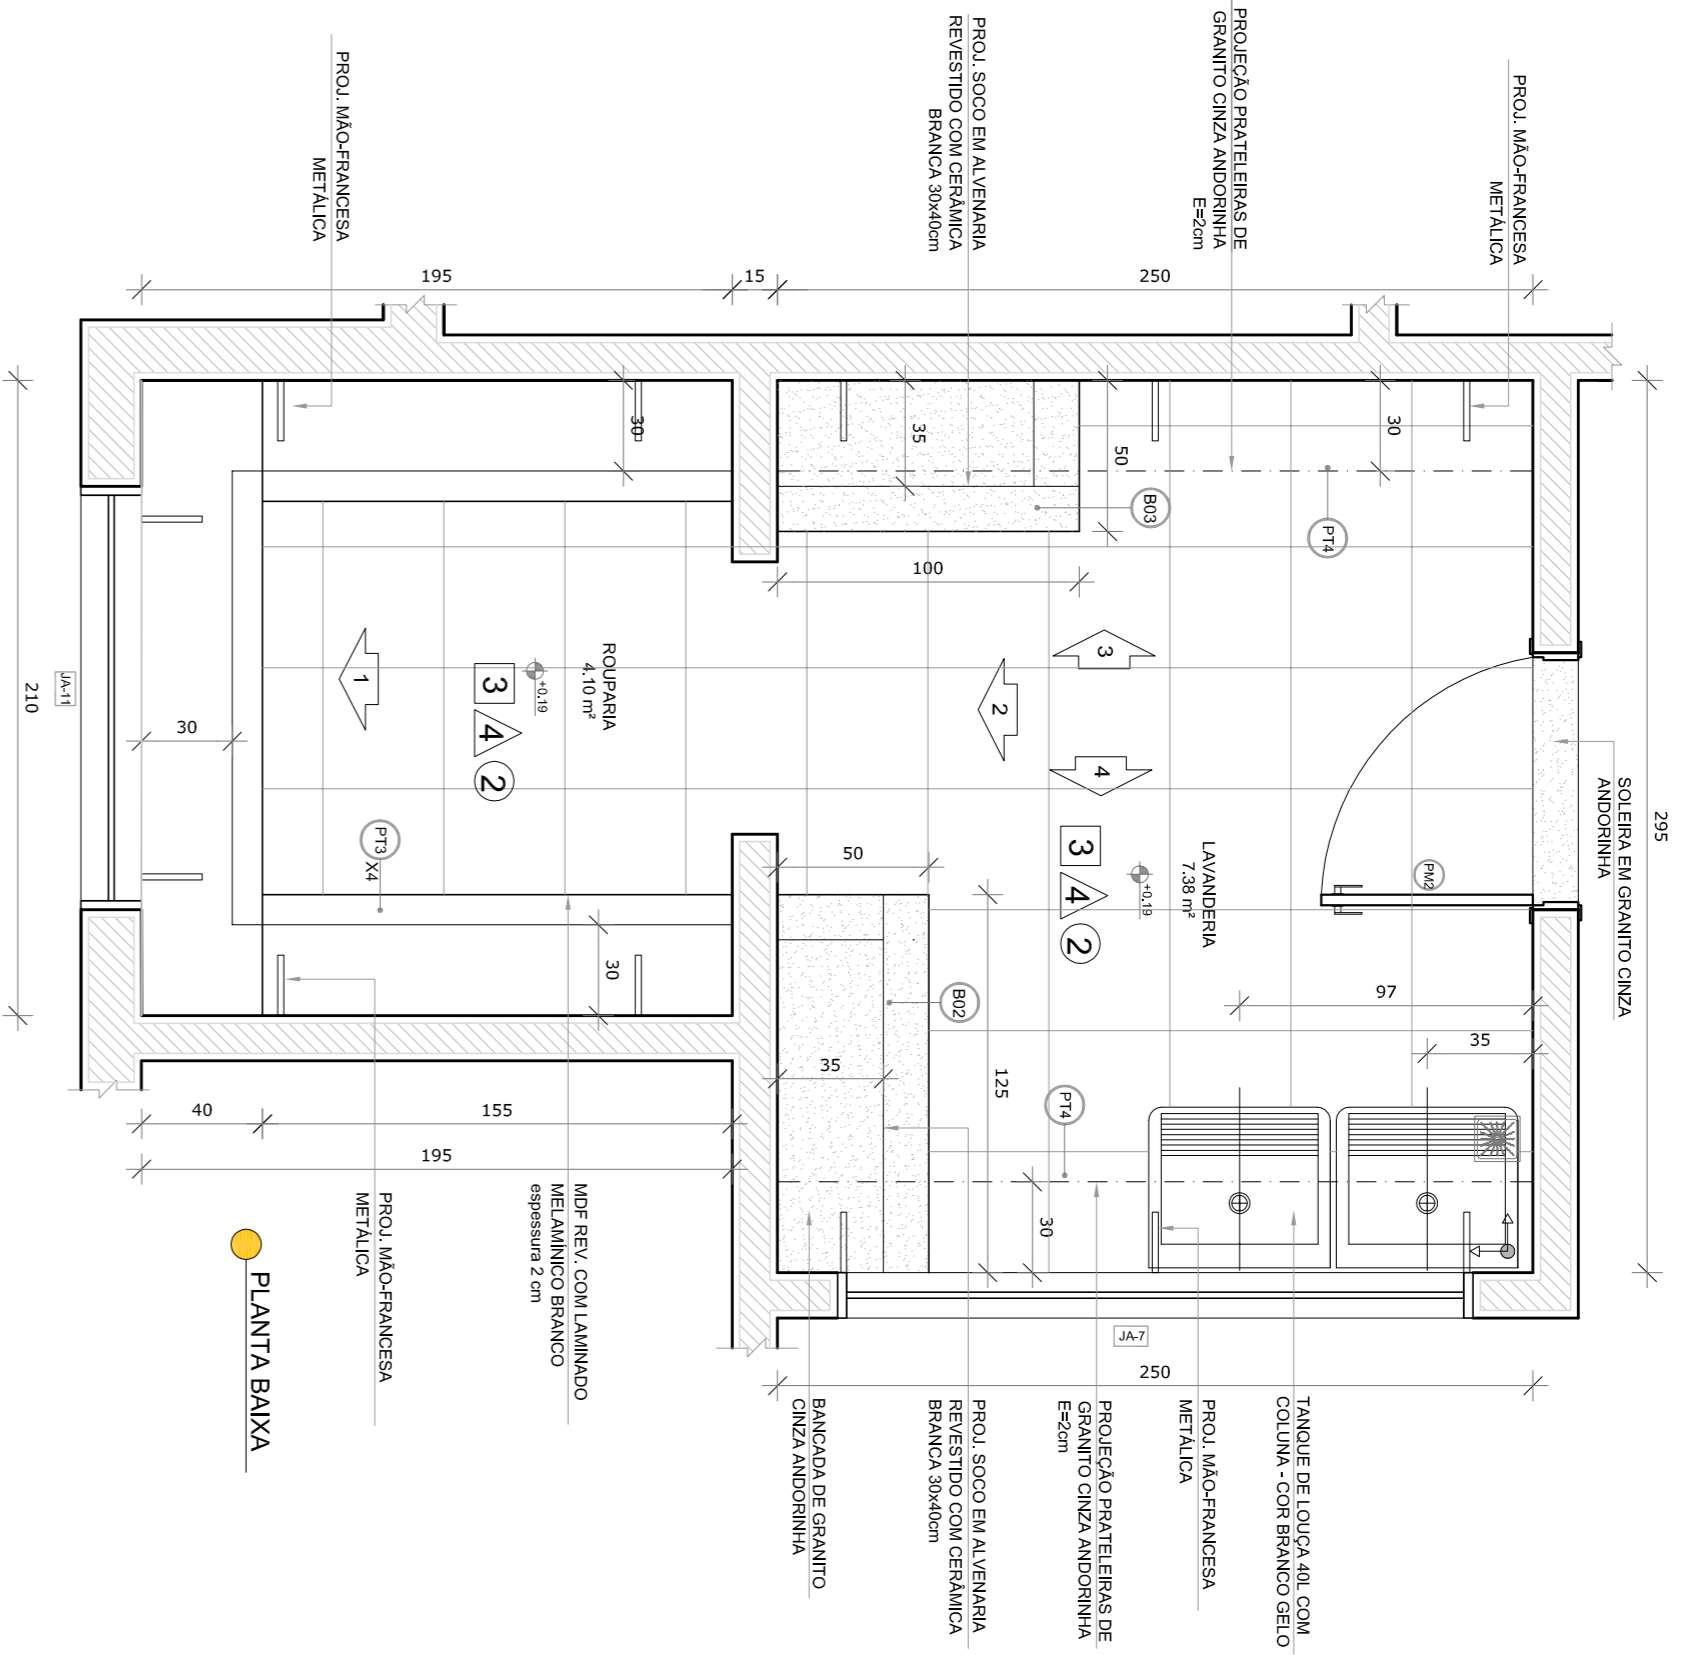 PROJ. MÃO-FRANCESA
METÁLICA
PROJ. SOCO EM ALVENARIA
REVESTIDO COM CERÂMICA
BRANCA 30x40cm
PROJEÇÃO PRATELEIRAS DE
GRANITO CINZA ANDORINHA
E=2cm
PROJ. MÃO-FRANCESA
METÁLICA
195
15
250
30
35
50
30
B03
PT4
100
295
SOLEIRA EM GRANITO CINZA
ANDORINHA
3
2
4
1
ROUPARIA
4.10 m²
+0.19
3
4
2
JA-11
210
30
PT3
X4
30
50
LAVANDERIA
7.38 m²
+0.19
3
4
2
PM2
97
35
B02
35
125
PT4
30
40
155
195
JA-7
250
PROJ. MÃO-FRANCESA
METÁLICA
MDF REV. COM LAMINADO
MELAMÍNICO BRANCO
espessura 2 cm
BANCADA DE GRANITO
CINZA ANDORINHA
PROJ. SOCO EM ALVENARIA
REVESTIDO COM CERÂMICA
BRANCA 30x40cm
PROJEÇÃO PRATELEIRAS DE
GRANITO CINZA ANDORINHA
E=2cm
PROJ. MÃO-FRANCESA
METÁLICA
TANQUE DE LOUÇA 40L COM
COLUNA - COR BRANCO GELO
PLANTA BAIXA